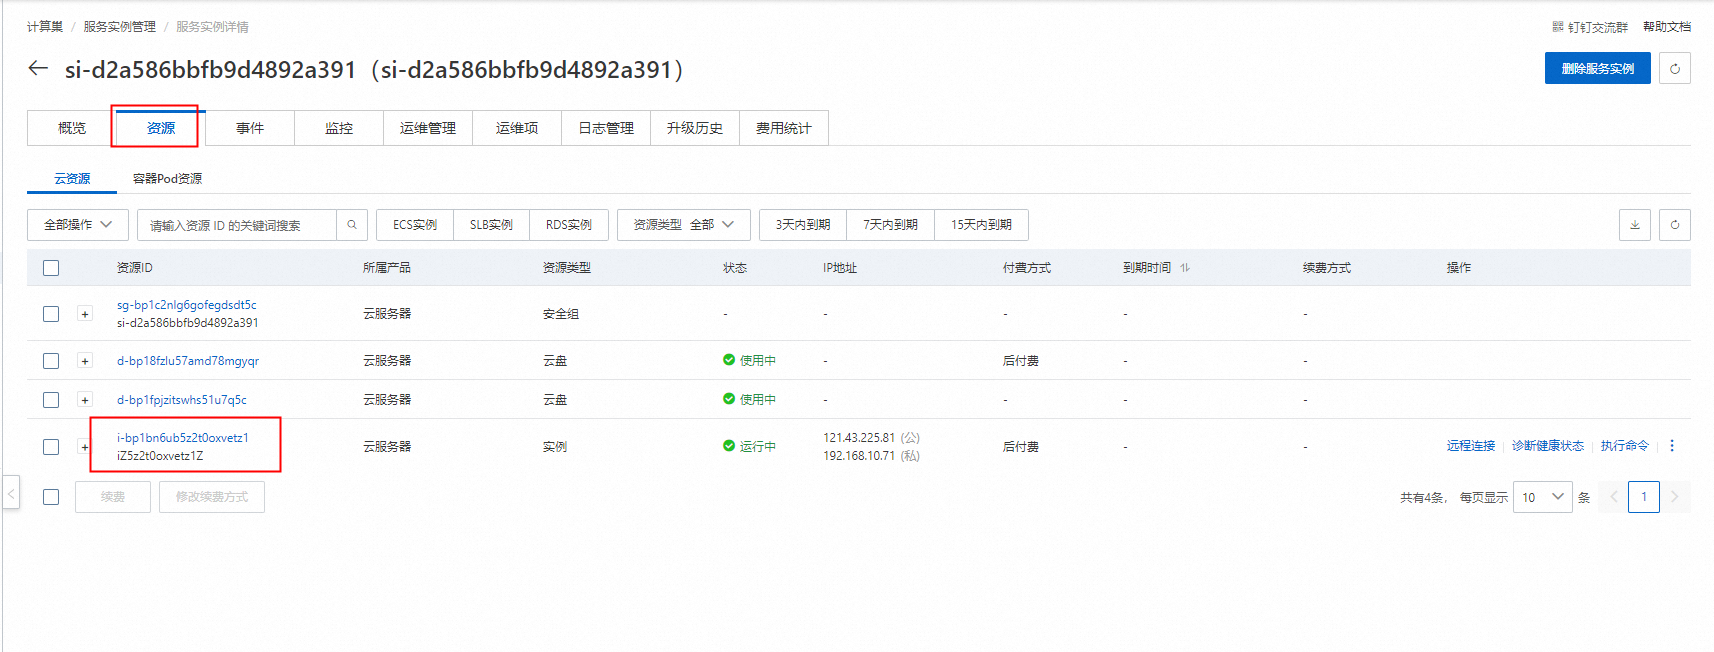 计算巢 / 服务实例管理 / 服务实例详情
钉钉交流群 帮助文档
si-d2a586bbfb9d4892a391（si-d2a586bbfb9d4892a391）
删除服务实例
概览 资源 事件 监控 运维管理 运维项 日志管理 升级历史 费用统计
云资源 容器Pod资源
全部操作 请输入资源 ID 的关键词搜索 ECS实例 SLB实例 RDS实例 资源类型 全部 3天内到期 7天内到期 15天内到期
资源ID 所属产品 资源类型 状态 IP地址 付费方式 到期时间 续费方式 操作
sg-bp1c2nlg6gofegdsdt5c
si-d2a586bbfb9d4892a391
云服务器 安全组 - - - - -
d-bp18fzlu57amd78mgyqr 云服务器 云盘 使用中 - 后付费 - -
d-bp1fpjzitswhs51u7q5c 云服务器 云盘 使用中 - - - -
i-bp1bn6ub5z2t0oxvetz1
iZ5z2t0oxvetz1Z
云服务器 实例 运行中
121.43.225.81 (公)
192.168.10.71 (私)
后付费 - - 远程连接 诊断健康状态 执行命令
续费 修改续费方式
共有4条， 每页显示 10 条 1